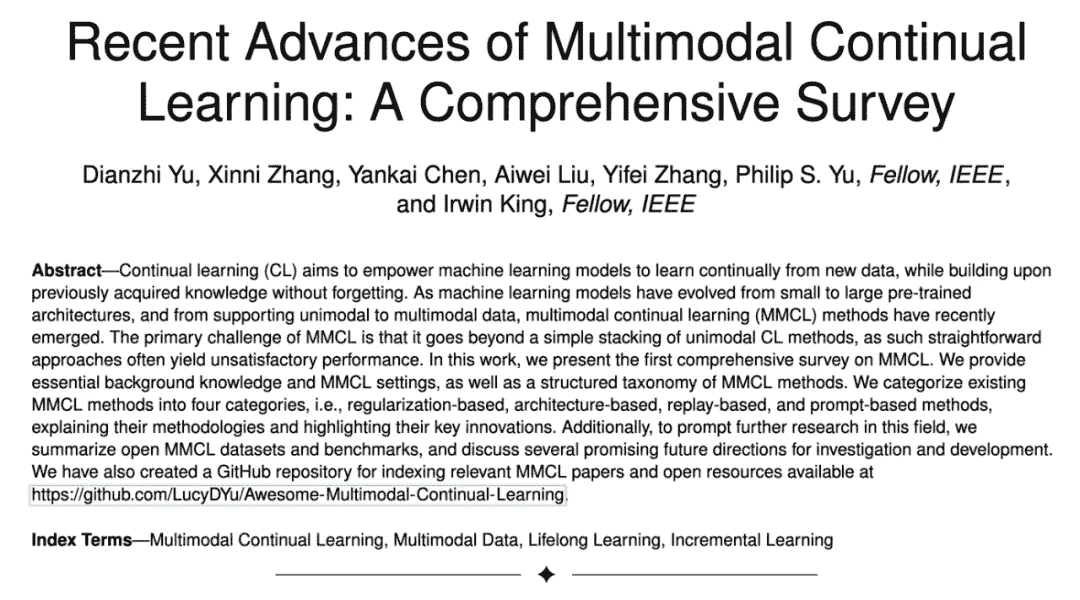 Recent Advances of Multimodal Continual
Learning: A Comprehensive Survey
Dianzhi Yu, Xinni Zhang, Yankai Chen, Aiwei Liu, Yifei Zhang, Philip S. Yu, Fellow, IEEE,
and Irwin King, Fellow, IEEE
Abstract—Continual learning (CL) aims to empower machine learning models to learn continually from new data, while building upon
previously acquired knowledge without forgetting. As machine learning models have evolved from small to large pre-trained
architectures, and from supporting unimodal to multimodal data, multimodal continual learning (MMCL) methods have recently
emerged. The primary challenge of MMCL is that it goes beyond a simple stacking of unimodal CL methods, as such straightforward
approaches often yield unsatisfactory performance. In this work, we present the first comprehensive survey on MMCL. We provide
essential background knowledge and MMCL settings, as well as a structured taxonomy of MMCL methods. We categorize existing
MMCL methods into four categories, i.e., regularization-based, architecture-based, replay-based, and prompt-based methods,
explaining their methodologies and highlighting their key innovations. Additionally, to prompt further research in this field, we
summarize open MMCL datasets and benchmarks, and discuss several promising future directions for investigation and development.
We have also created a GitHub repository for indexing relevant MMCL papers and open resources available at
https://github.com/LucyDYu/Awesome-Multimodal-Continual-Learning.
Index Terms—Multimodal Continual Learning, Multimodal Data, Lifelong Learning, Incremental Learning